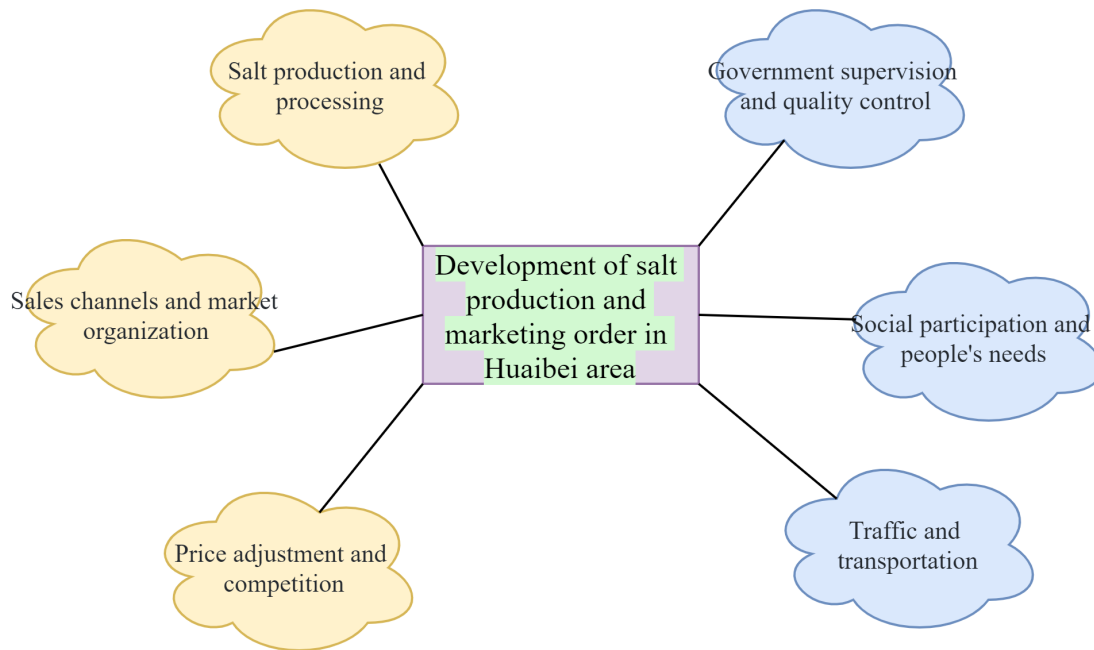 Salt production and
processing
Government supervision
and quality control
Development of salt
production and
marketing order in
Huaibei area
Sales channels and market
organization
Social participation and
people's needs
Price adjustment and
competition
Traffic and
transportation